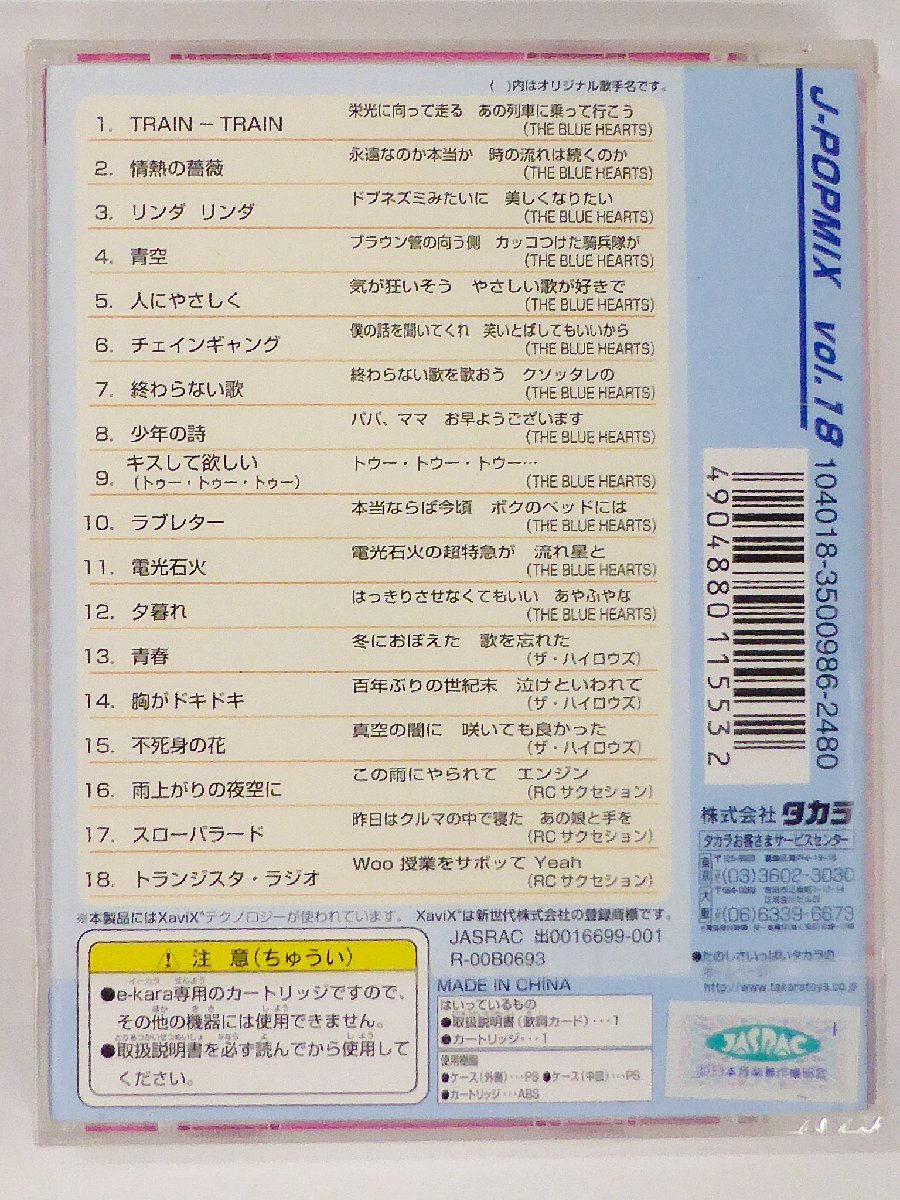 ( )内はオリジナル歌手名です。
1. TRAIN－TRAIN 栄光に向って走る あの列車に乗って行こう
(THE BLUE HEARTS)
2. 情熱の薔薇 永遠なのか本当か 時の流れは続くのか
(THE BLUE HEARTS)
3. リンダ リンダ ドブネズミみたいに 美しくなりたい
(THE BLUE HEARTS)
4. 青空 ブラウン管の向う側 カッコつけた騎兵隊が
(THE BLUE HEARTS)
5. 人にやさしく 気が狂いそう やさしい歌が好きで
(THE BLUE HEARTS)
6. チェインギャング 僕の話を聞いてくれ 笑いとばしてもいいから
(THE BLUE HEARTS)
7. 終わらない歌 終わらない歌を歌おう クソッタレの
(THE BLUE HEARTS)
8. 少年の詩 パパ、ママ お早ようございます
(THE BLUE HEARTS)
9. キスして欲しい トゥー・トゥー・トゥー…
(トゥー・トゥー・トゥー) (THE BLUE HEARTS)
10. ラブレター 本当ならば今頃 ボクのベッドには
(THE BLUE HEARTS)
11. 電光石火 電光石火の超特急が 流れ星と
(THE BLUE HEARTS)
12. 夕暮れ はっきりさせなくてもいい あやふやな
(THE BLUE HEARTS)
13. 青春 冬におぼえた 歌を忘れた
(ザ・ハイロウズ)
14. 胸がドキドキ 百年ぶりの世紀末 泣けといわれて
(ザ・ハイロウズ)
15. 不死身の花 真空の闇に 咲いても良かった
(ザ・ハイロウズ)
16. 雨上がりの夜空に この雨にやられて エンジン
(RC サクセション)
17. スローバラード 昨日はクルマの中で寝た あの娘と手を
(RC サクセション)
18. トランジスタ・ラジオ Woo 授業をサボッて Yeah
(RC サクセション)
※本製品にはXaviX®テクノロジーが使われています。 XaviX®は新世代株式会社の登録商標です。
JASRAC 出0016699-001
R-00B0693
MADE IN CHINA
はいっているもの
●取扱説明書(歌詞カード)…1
●カートリッジ…1
使用樹脂
●ケース(外側)…PS ●ケース(中側)…PS
●カートリッジ…ABS
注 意(ちゅうい)
●e-kara専用のカートリッジですので、
その他の機器には使用できません。
●取扱説明書を必ず読んでから使用して
ください。
J-POPMIX vol.18
104018-3500986-2480
4904880115532
株式会社 タカラ
タカラお客さまサービスセンター
(03)3602-3030
(06)6339-6673
●たのしさいっぱいタカラの
http://www.takaratoys.co.jp
JASRAC